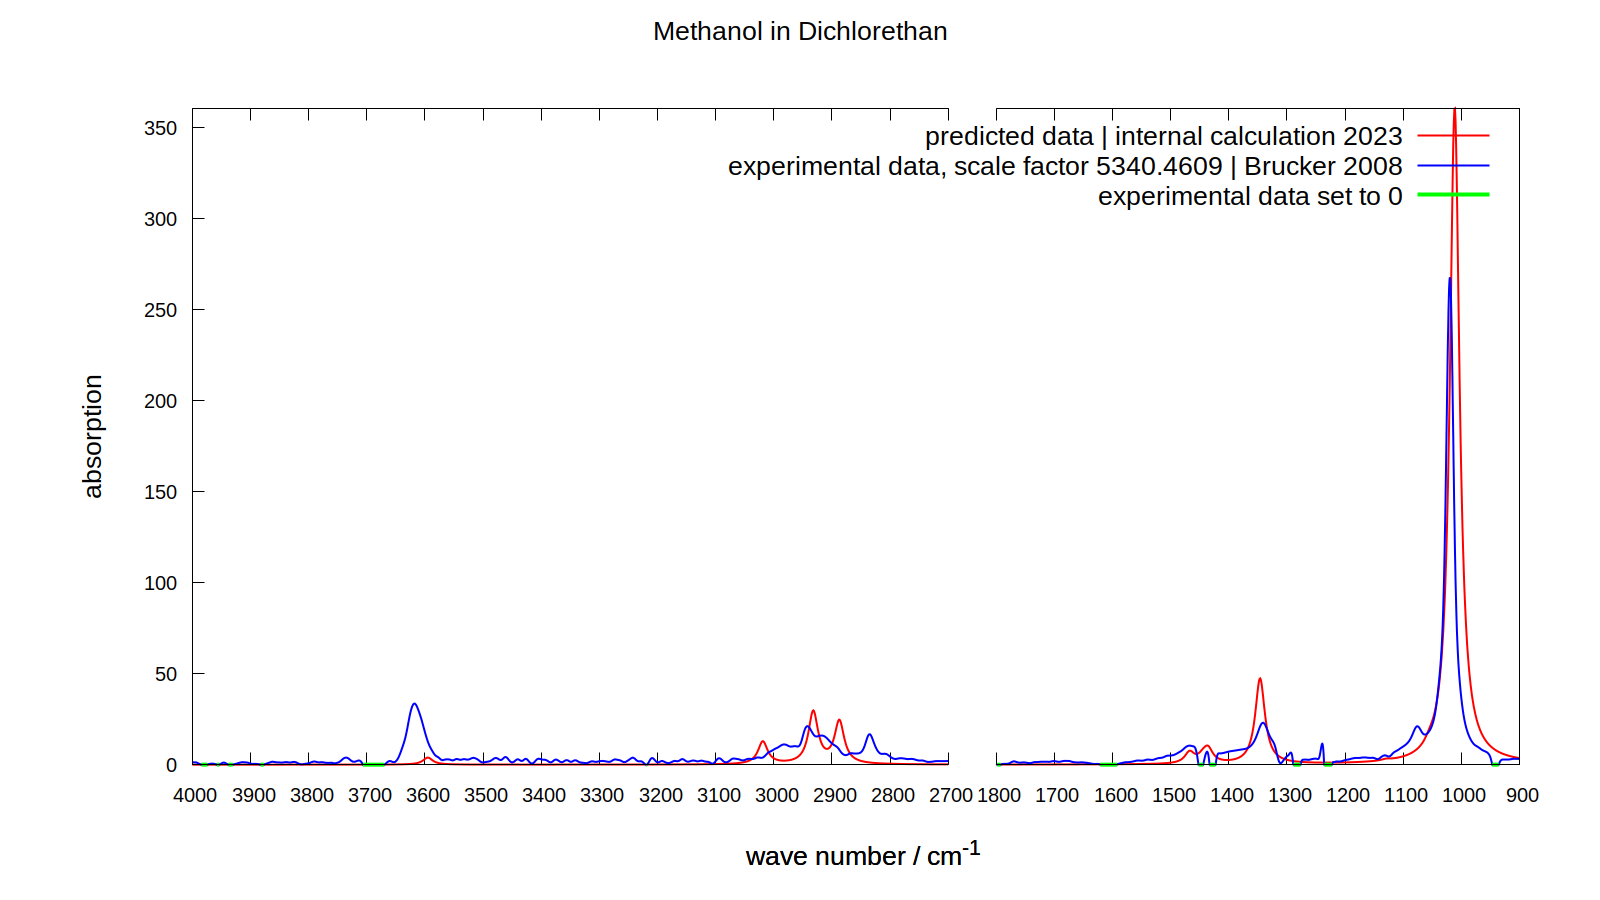 Methanol in Dichlorethan
predicted data | internal calculation 2023
experimental data, scale factor 5340.4609 | Brucker 2008
experimental data set to 0
350
300
250
200
150
100
50
0
absorption
4000 3900 3800 3700 3600 3500 3400 3300 3200 3100 3000 2900 2800 2700 1800 1700 1600 1500 1400 1300 1200 1100 1000 900
wave number / cm-1